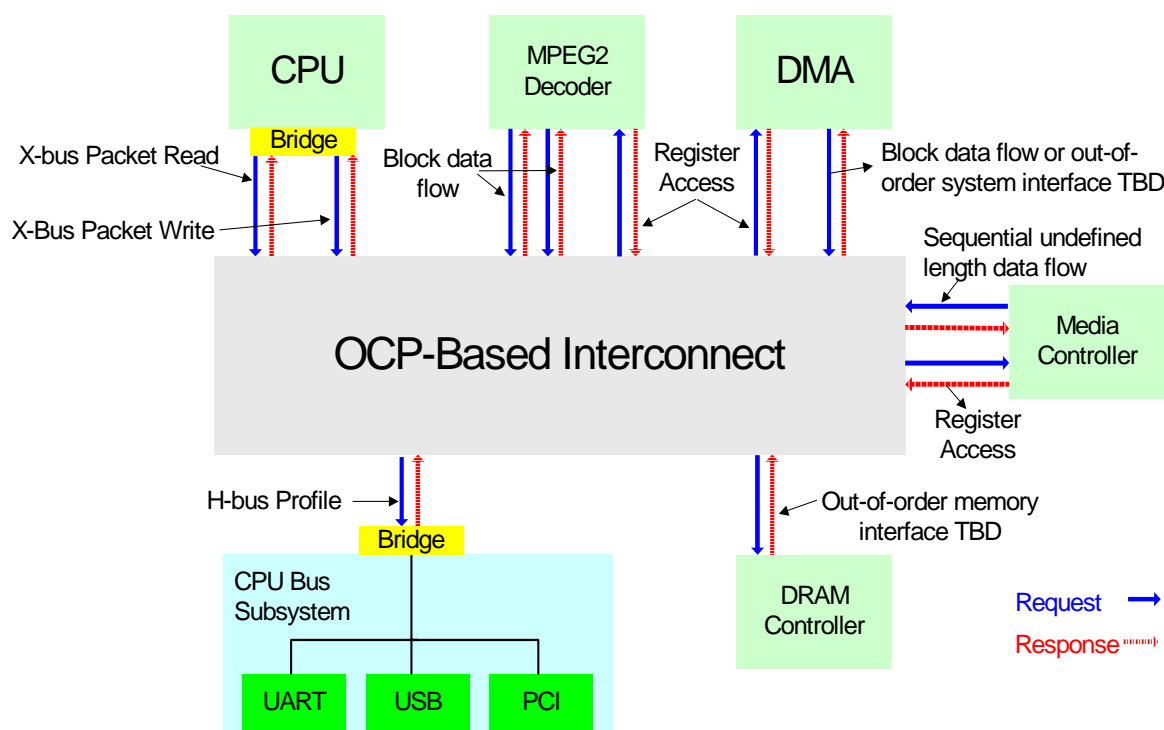 CPU
Bridge
MPEG2
Decoder
DMA
X-bus Packet Read
X-Bus Packet Write
Block data
flow
Register
Access
Block data flow or out-of-
order system interface TBD
Sequential undefined
length data flow
Media
Controller
OCP-Based Interconnect
Register
Access
H-bus Profile
Bridge
Out-of-order memory
interface TBD
CPU Bus
Subsystem
DRAM
Controller
UART
USB
PCI
Request
Response